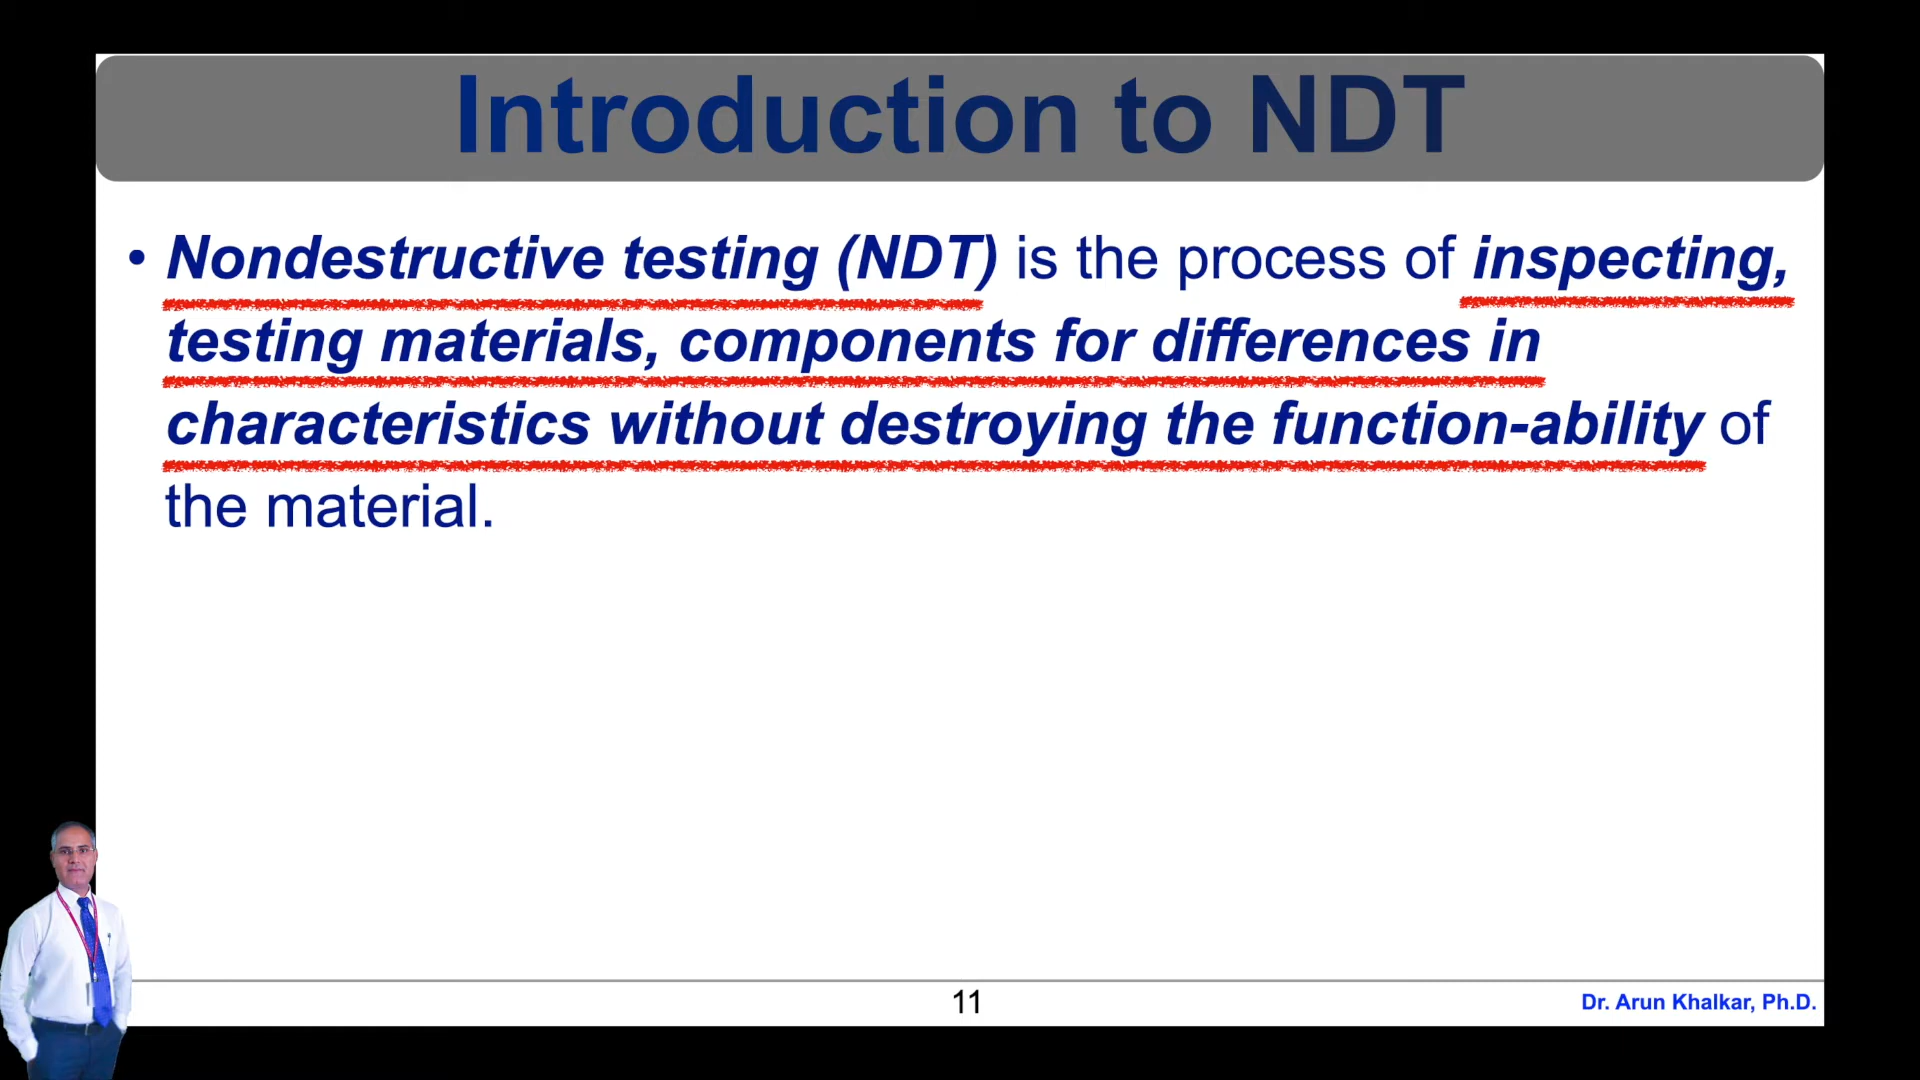 Introduction to NDT
• Nondestructive testing (NDT) is the process of inspecting,
testing materials, components for differences in
characteristics without destroying the function-ability of
the material.
11
Dr. Arun Khalkar, Ph.D.